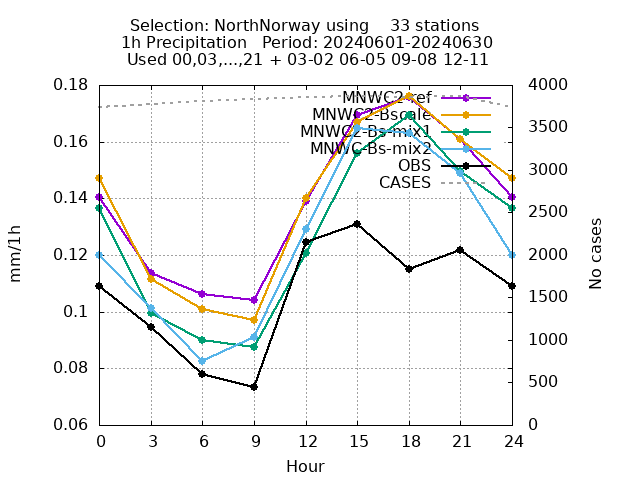 Selection: NorthNorway using    33 stations
1h Precipitation   Period: 20240601-20240630
Used 00,03,...,21 + 03-02 06-05 09-08 12-11
0.18
0.16
0.14
0.12
0.1
0.08
0.06
4000
3500
3000
2500
2000
1500
1000
500
0
mm/1h
No cases
MNWC2-ref
MNWC2-Bscale
MNWC2-Bs-mix1
MNWC-Bs-mix2
OBS
CASES
0 3 6 9 12 15 18 21 24
Hour